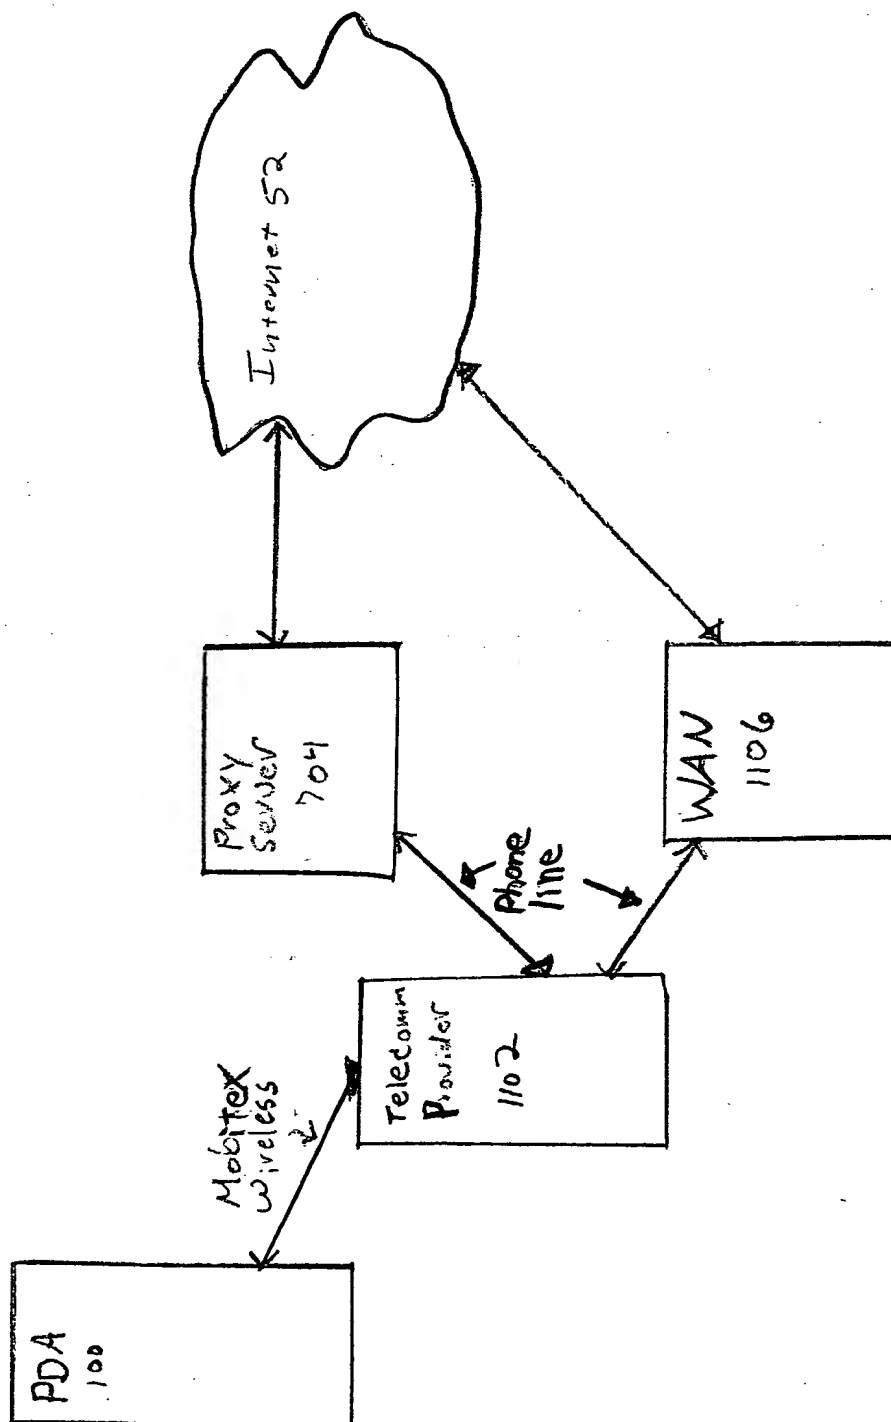 PDA
100
Mobitex
Wireless
Telecomm
Provider
1102
Phone
line
Proxy
Server
704
WAN
1106
Internet 52